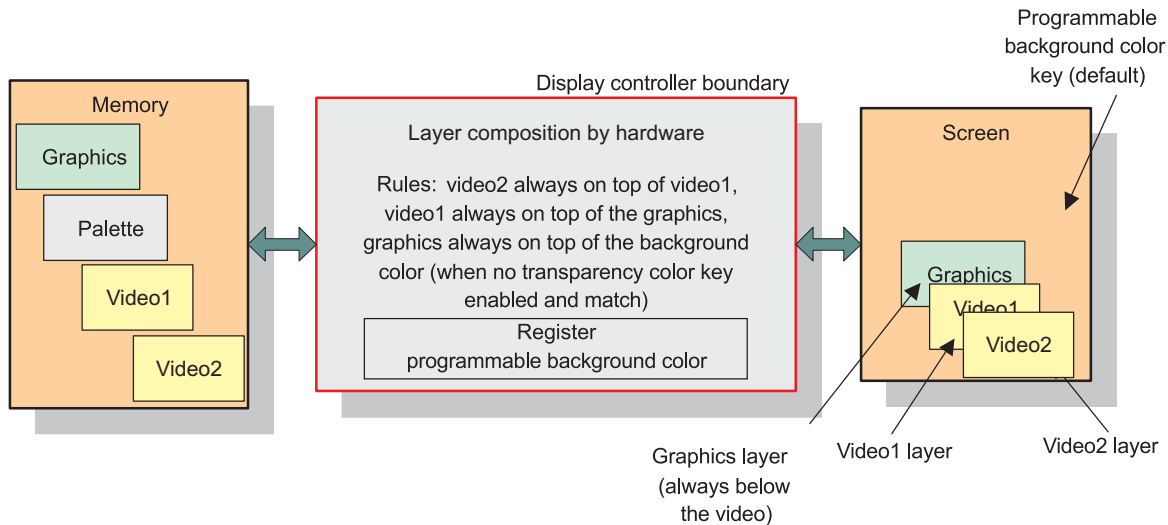 Programmable
background color
key (default)
Display controller boundary
Memory
Graphics
Palette
Video1
Video2
Layer composition by hardware
Rules: video2 always on top of video1,
video1 always on top of the graphics,
graphics always on top of the background
color (when no transparency color key
enabled and match)
Register
programmable background color
Screen
Graphics
Video1
Video2
Graphics layer
(always below
the video)
Video1 layer
Video2 layer